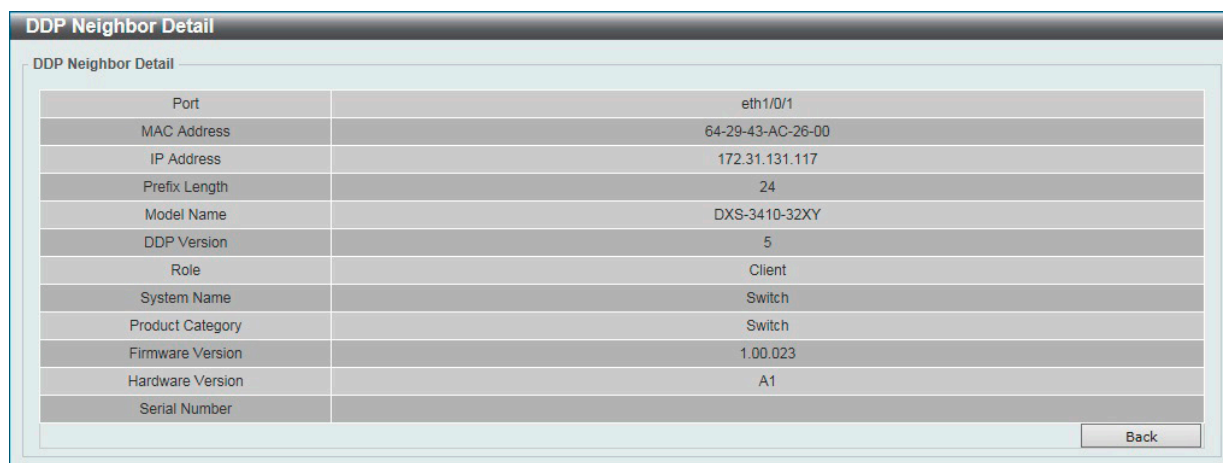 DDP Neighbor Detail
DDP Neighbor Detail
Port eth1/0/1
MAC Address 64-29-43-AC-26-00
IP Address 172.31.131.117
Prefix Length 24
Model Name DXS-3410-32XY
DDP Version 5
Role Client
System Name Switch
Product Category Switch
Firmware Version 1.00.023
Hardware Version A1
Serial Number
Back